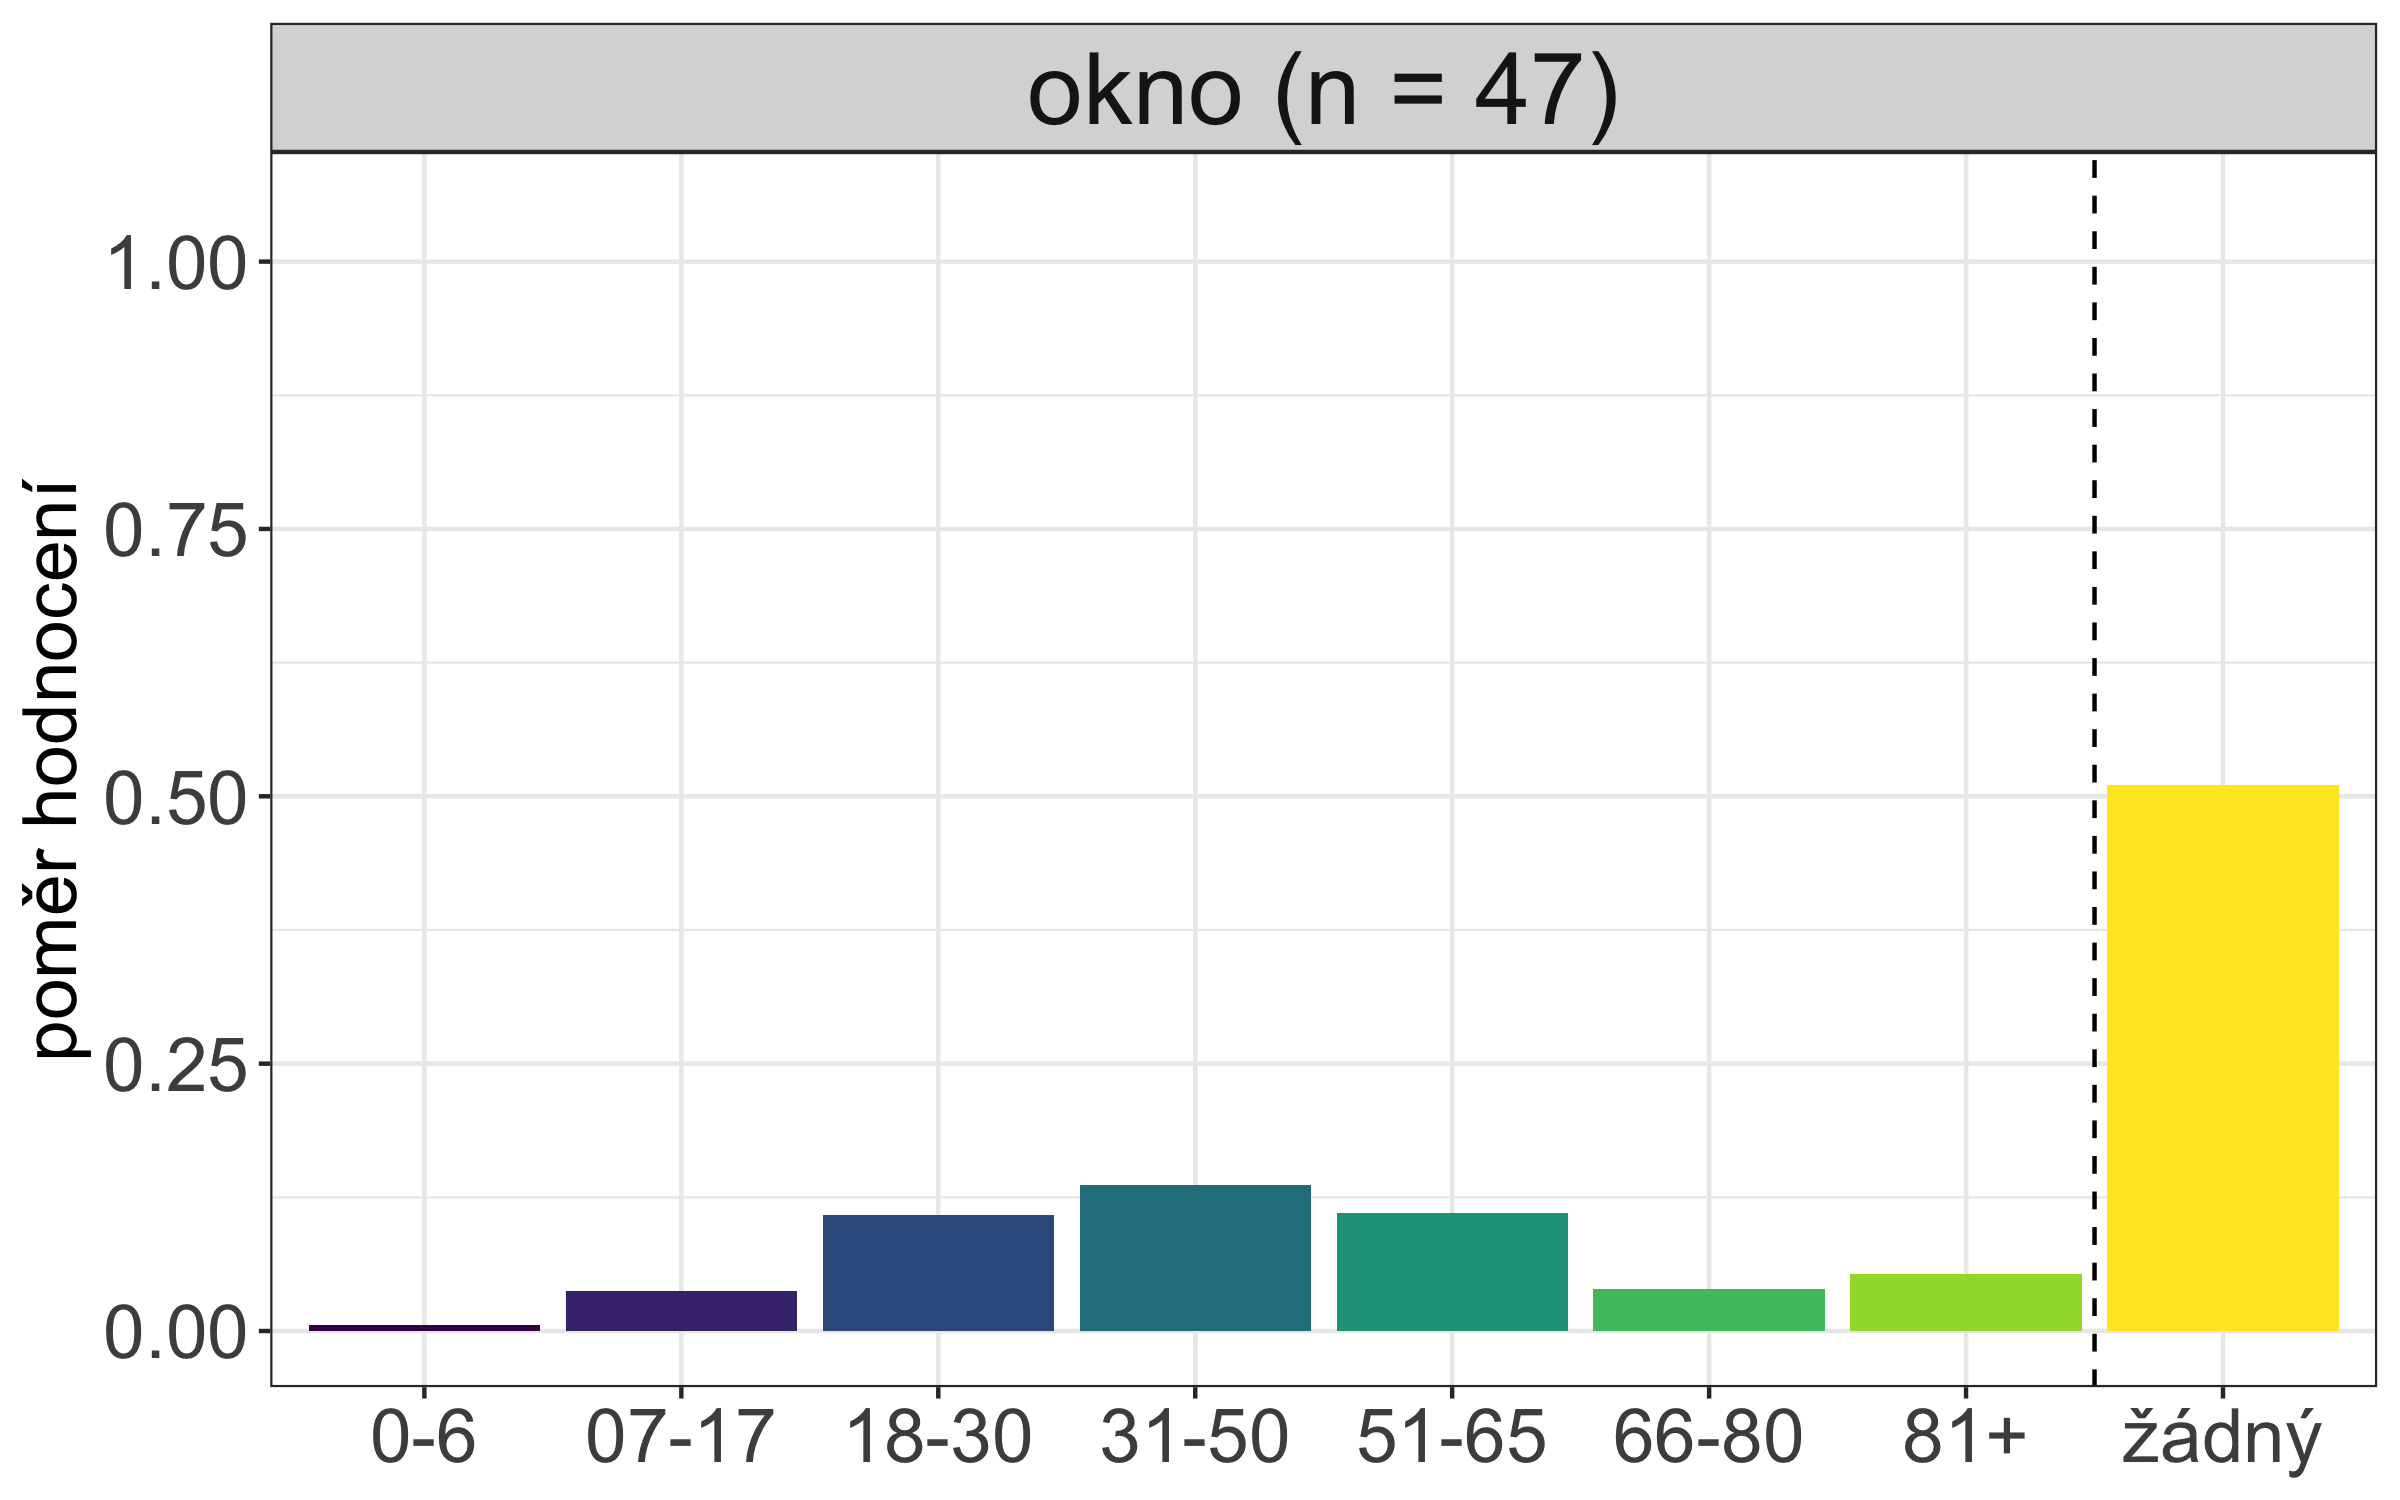 okno (n = 47)
poměr hodnocení
1.00
0.75
0.50
0.25
0.00
0-6 07-17 18-30 31-50 51-65 66-80 81+ žádný